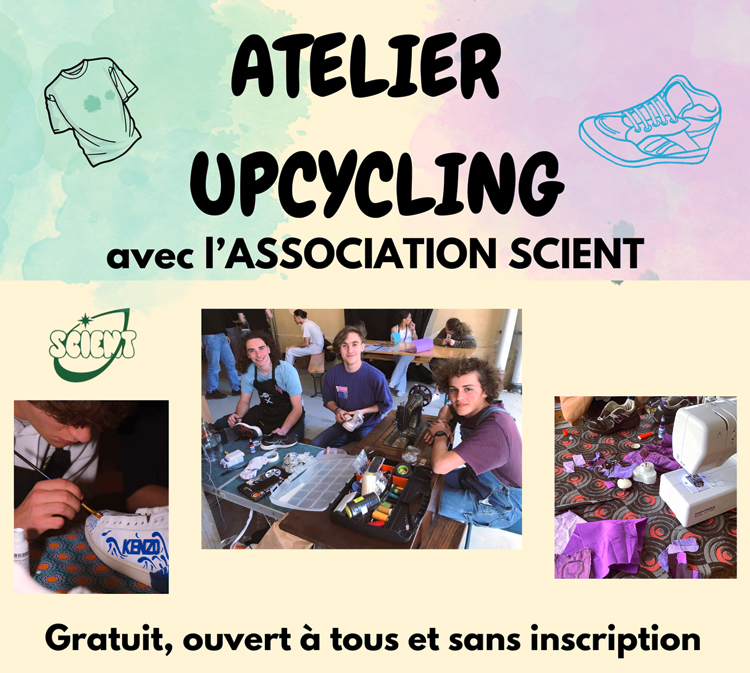 ATELIER
UPCYCLING
avec l'ASSOCIATION SCIENT
SCIENT
KENZO
Gratuit, ouvert à tous et sans inscription